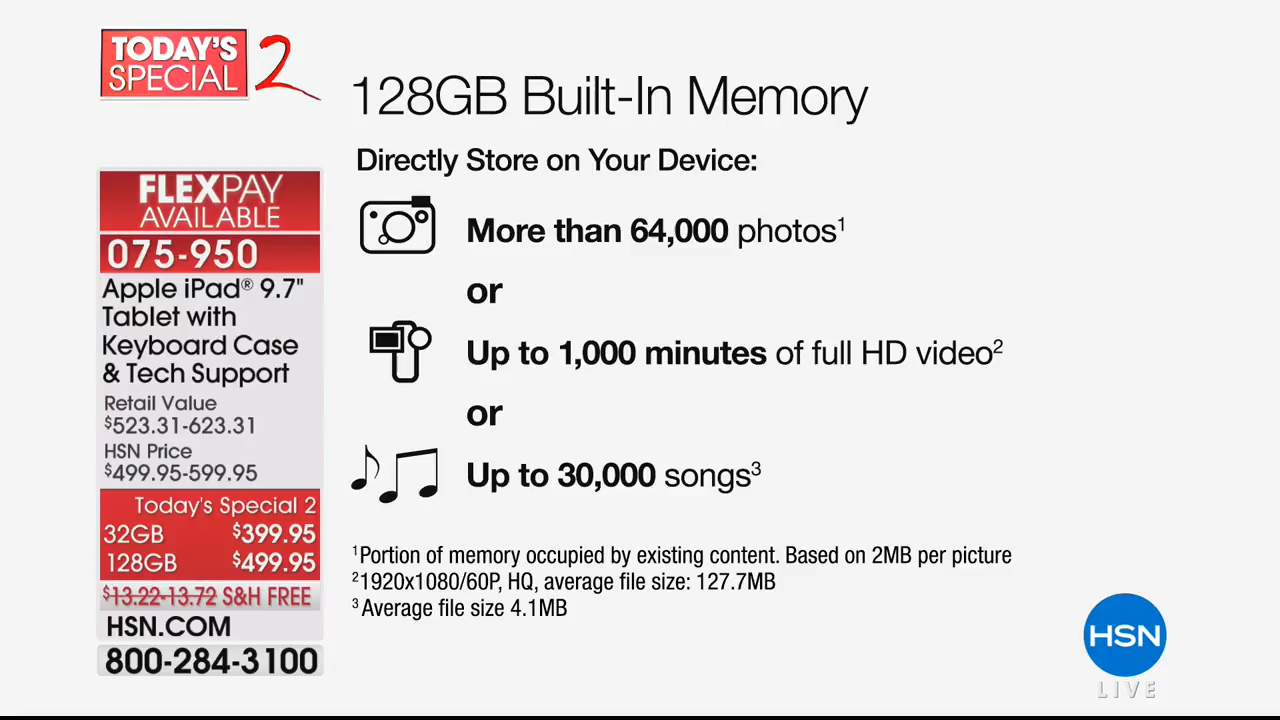 TODAY'S
SPECIAL 2
128GB Built-In Memory
Directly Store on Your Device:
More than 64,000 photos¹
or
Up to 1,000 minutes of full HD video²
or
Up to 30,000 songs³
¹Portion of memory occupied by existing content. Based on 2MB per picture
²1920x1080/60P, HQ, average file size: 127.7MB
³Average file size 4.1MB
FLEXPAY
AVAILABLE
075-950
Apple iPad® 9.7"
Tablet with
Keyboard Case
& Tech Support
Retail Value
$523.31-623.31
HSN Price
$499.95-599.95
Today's Special 2
32GB $399.95
128GB $499.95
$13.22-13.72 S&H FREE
HSN.COM
800-284-3100
HSN
LIVE